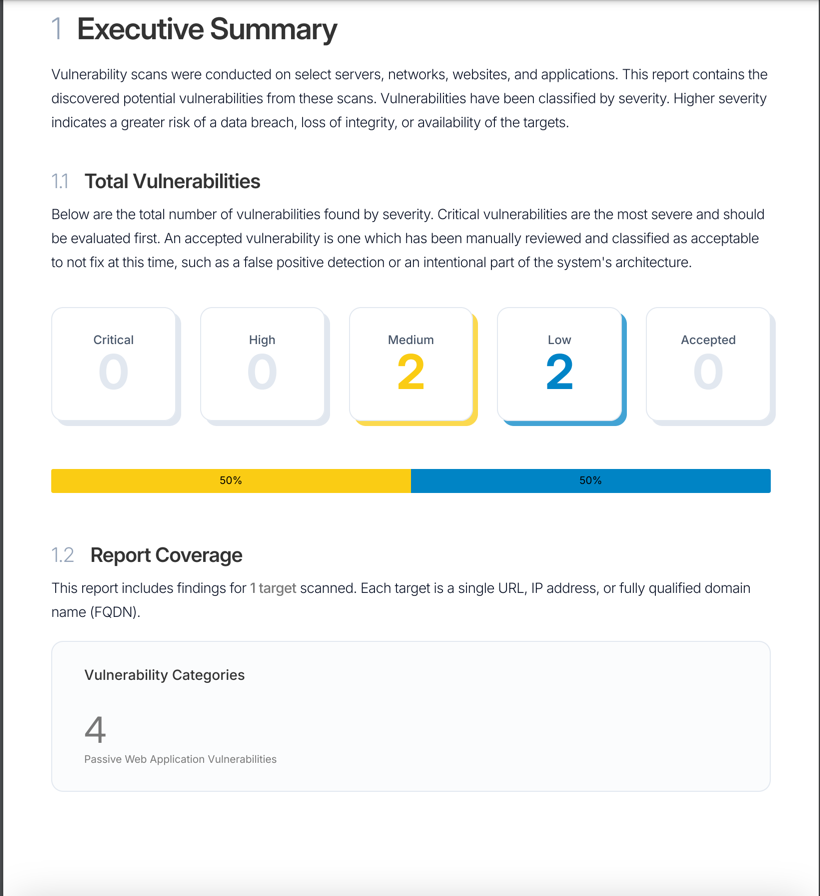 1 Executive Summary
Vulnerability scans were conducted on select servers, networks, websites, and applications. This report contains the
discovered potential vulnerabilities from these scans. Vulnerabilities have been classified by severity. Higher severity
indicates a greater risk of a data breach, loss of integrity, or availability of the targets.
1.1 Total Vulnerabilities
Below are the total number of vulnerabilities found by severity. Critical vulnerabilities are the most severe and should
be evaluated first. An accepted vulnerability is one which has been manually reviewed and classified as acceptable
to not fix at this time, such as a false positive detection or an intentional part of the system's architecture.
Critical High Medium Low Accepted
0 0 2 2 0
50% 50%
1.2 Report Coverage
This report includes findings for 1 target scanned. Each target is a single URL, IP address, or fully qualified domain
name (FQDN).
Vulnerability Categories
4
Passive Web Application Vulnerabilities